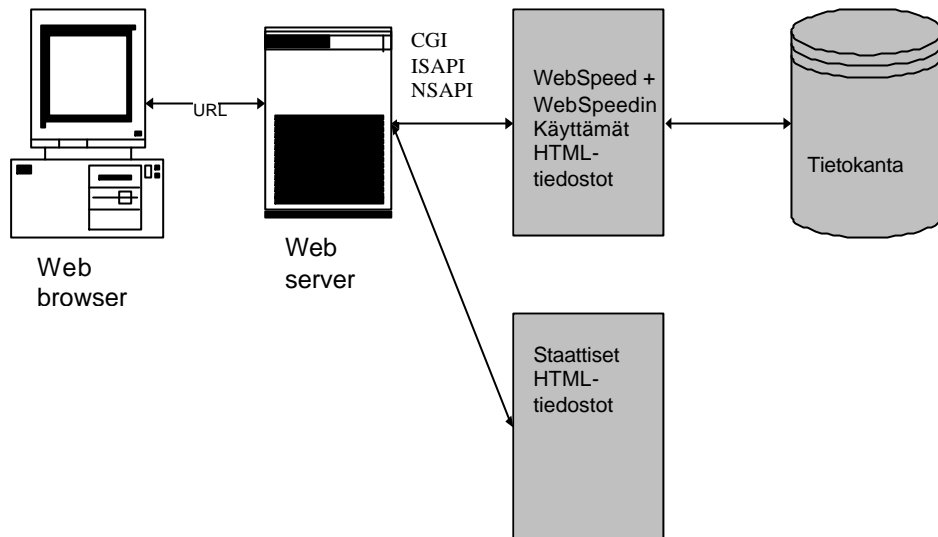 CGI
ISAPI
NSAPI
URL
WebSpeed +
WebSpeedin
Käyttämät
HTML-
tiedostot
Tietokanta
Web
browser
Web
server
Staattiset
HTML-
tiedostot